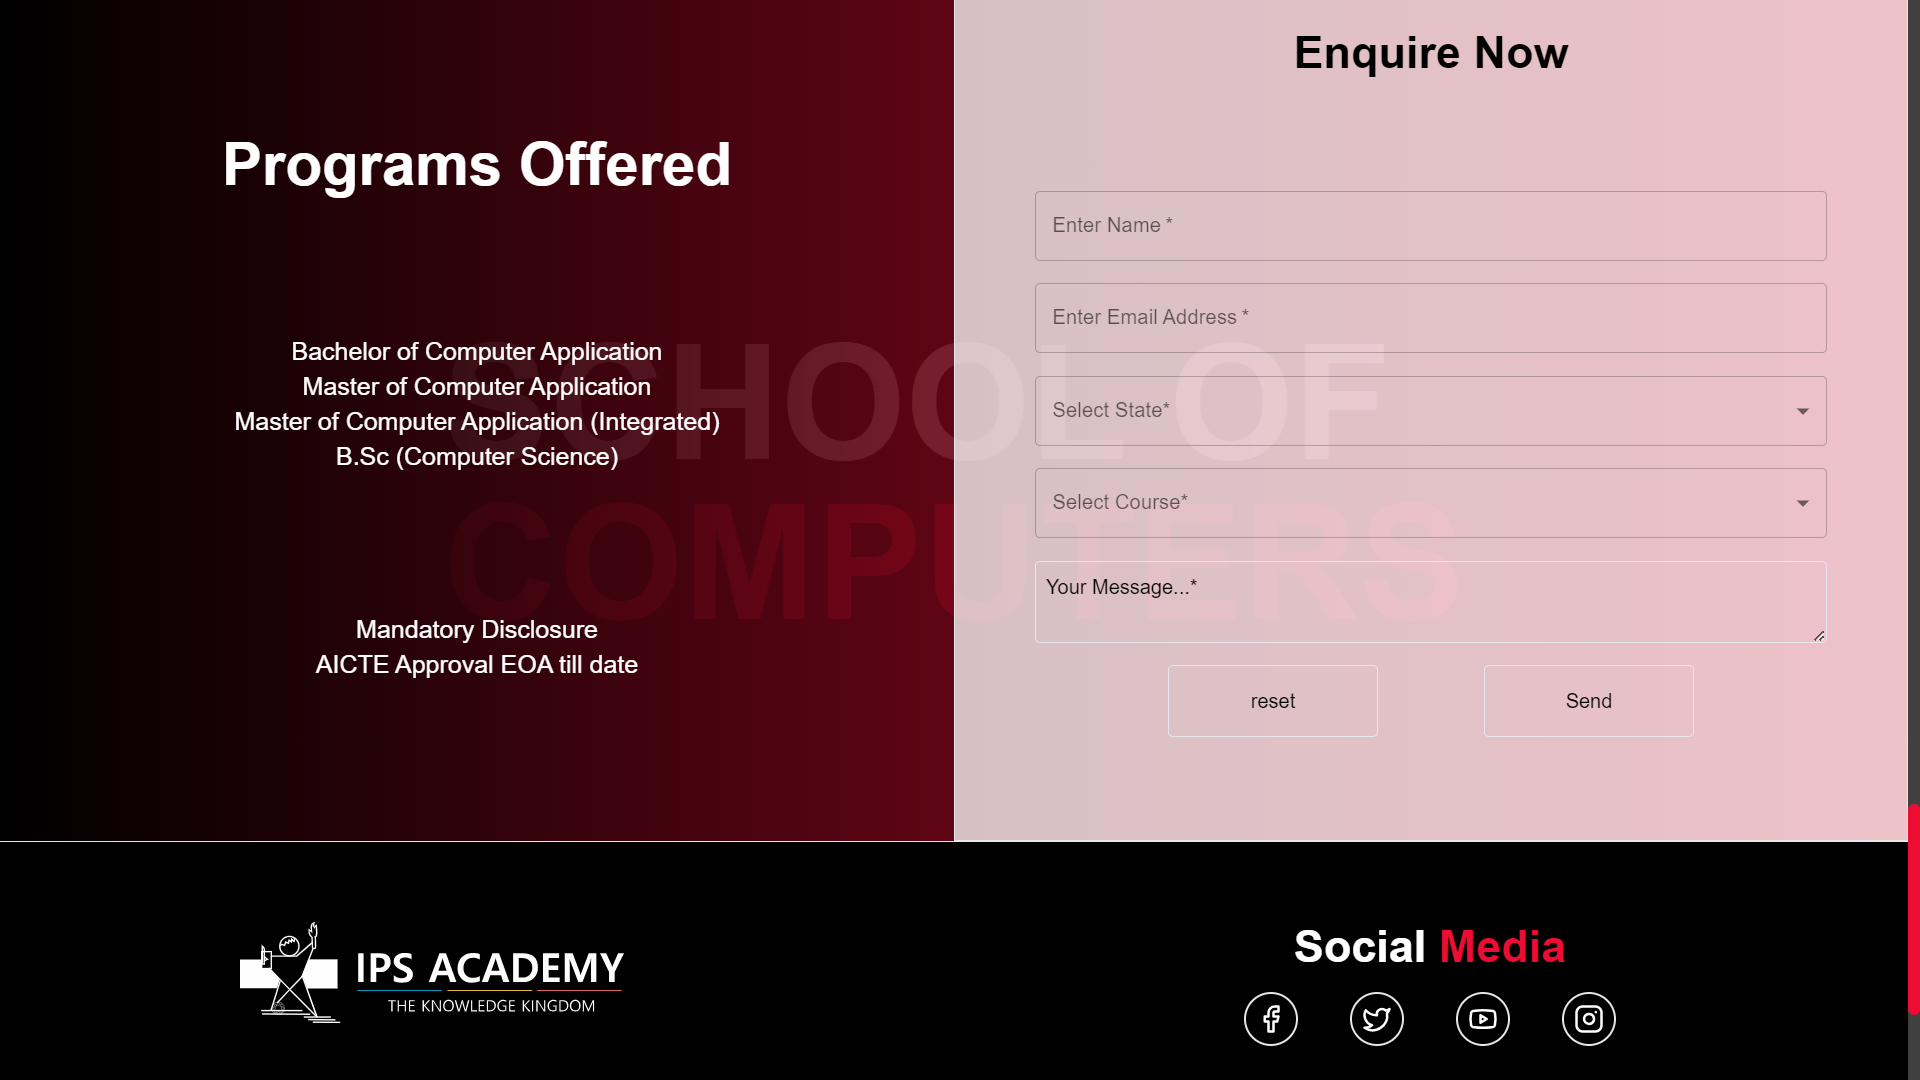 Programs Offered
Bachelor of Computer Application
Master of Computer Application
Master of Computer Application (Integrated)
B.Sc (Computer Science)
Mandatory Disclosure
AICTE Approval EOA till date
SCHOOL OF
COMPUTERS
Enquire Now
Enter Name *
Enter Email Address *
Select State*
Select Course*
Your Message...*
reset
Send
IPS ACADEMY
THE KNOWLEDGE KINGDOM
Social Media